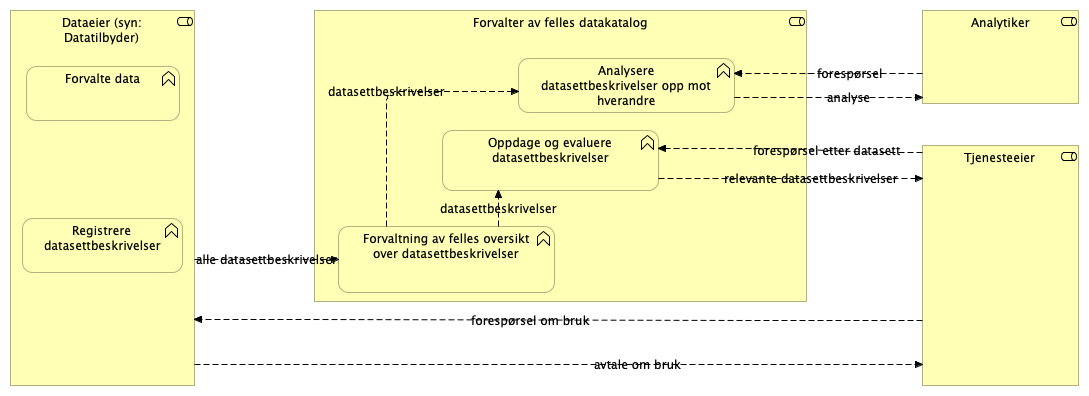 Dataeier (syn:
Datatilbyder)
Forvalte data
Registrere
datasettbeskrivelser
Forvalter av felles datakatalog
Analysere
datasettbeskrivelser opp mot
hverandre
datasettbeskrivelser
Oppdage og evaluere
datasettbeskrivelser
datasettbeskrivelser
Forvaltning av felles oversikt
over datasettbeskrivelser
alle datasettbeskrivelser
Analytiker
forespørsel
analyse
Tjenesteeier
forespørsel etter datasett
relevante datasettbeskrivelser
forespørsel om bruk
avtale om bruk